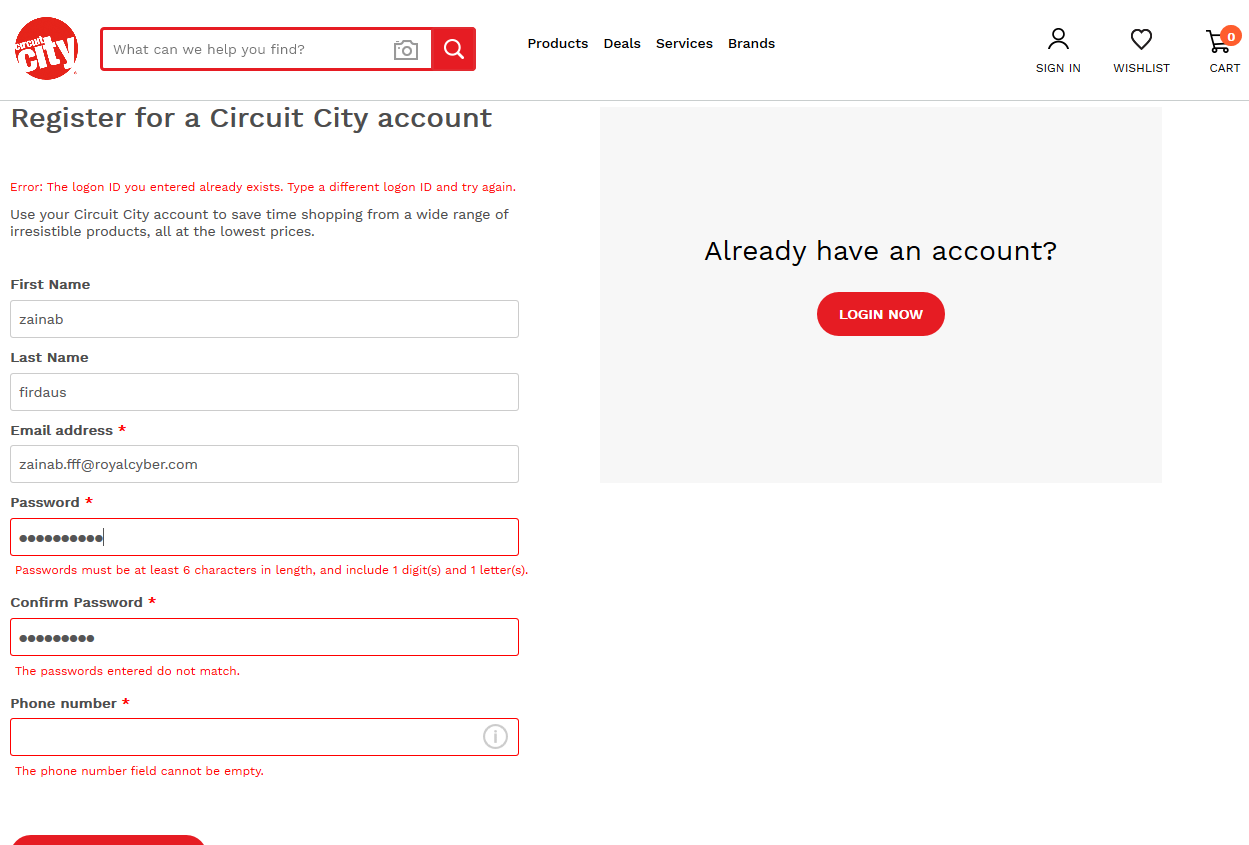 circuit
city
What can we help you find?
Products Deals Services Brands
SIGN IN
WISHLIST
0
CART
Register for a Circuit City account
Error: The logon ID you entered already exists. Type a different logon ID and try again.
Use your Circuit City account to save time shopping from a wide range of
irresistible products, all at the lowest prices.
First Name
zainab
Last Name
firdaus
Email address *
zainab.fff@royalcyber.com
Password *
●●●●●●●●●●
Passwords must be at least 6 characters in length, and include 1 digit(s) and 1 letter(s).
Confirm Password *
●●●●●●●●●
The passwords entered do not match.
Phone number *
The phone number field cannot be empty.
Already have an account?
LOGIN NOW